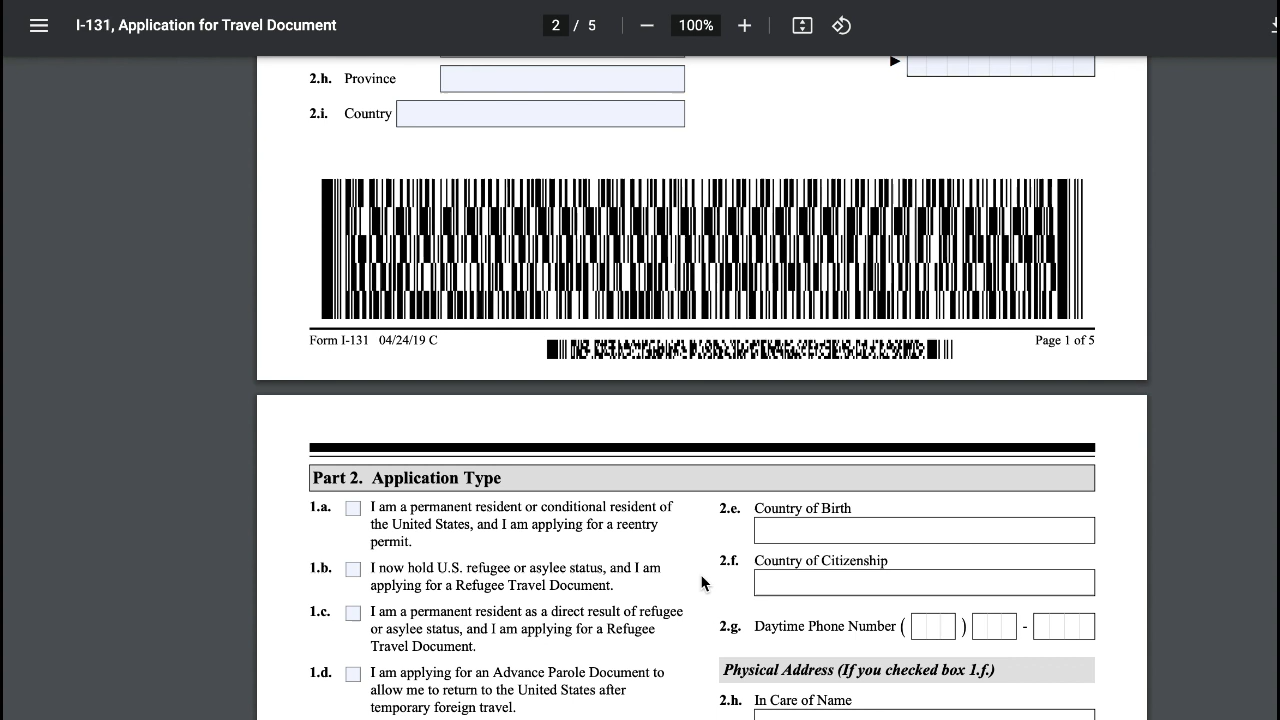 I-131, Application for Travel Document
2 / 5
100%
2.h. Province
2.i. Country
Form I-131 04/24/19 C
Page 1 of 5
Part 2. Application Type
1.a. I am a permanent resident or conditional resident of
the United States, and I am applying for a reentry
permit.
1.b. I now hold U.S. refugee or asylee status, and I am
applying for a Refugee Travel Document.
1.c. I am a permanent resident as a direct result of refugee
or asylee status, and I am applying for a Refugee
Travel Document.
1.d. I am applying for an Advance Parole Document to
allow me to return to the United States after
temporary foreign travel.
2.e. Country of Birth
2.f. Country of Citizenship
2.g. Daytime Phone Number ( ) -
Physical Address (If you checked box 1.f.)
2.h. In Care of Name